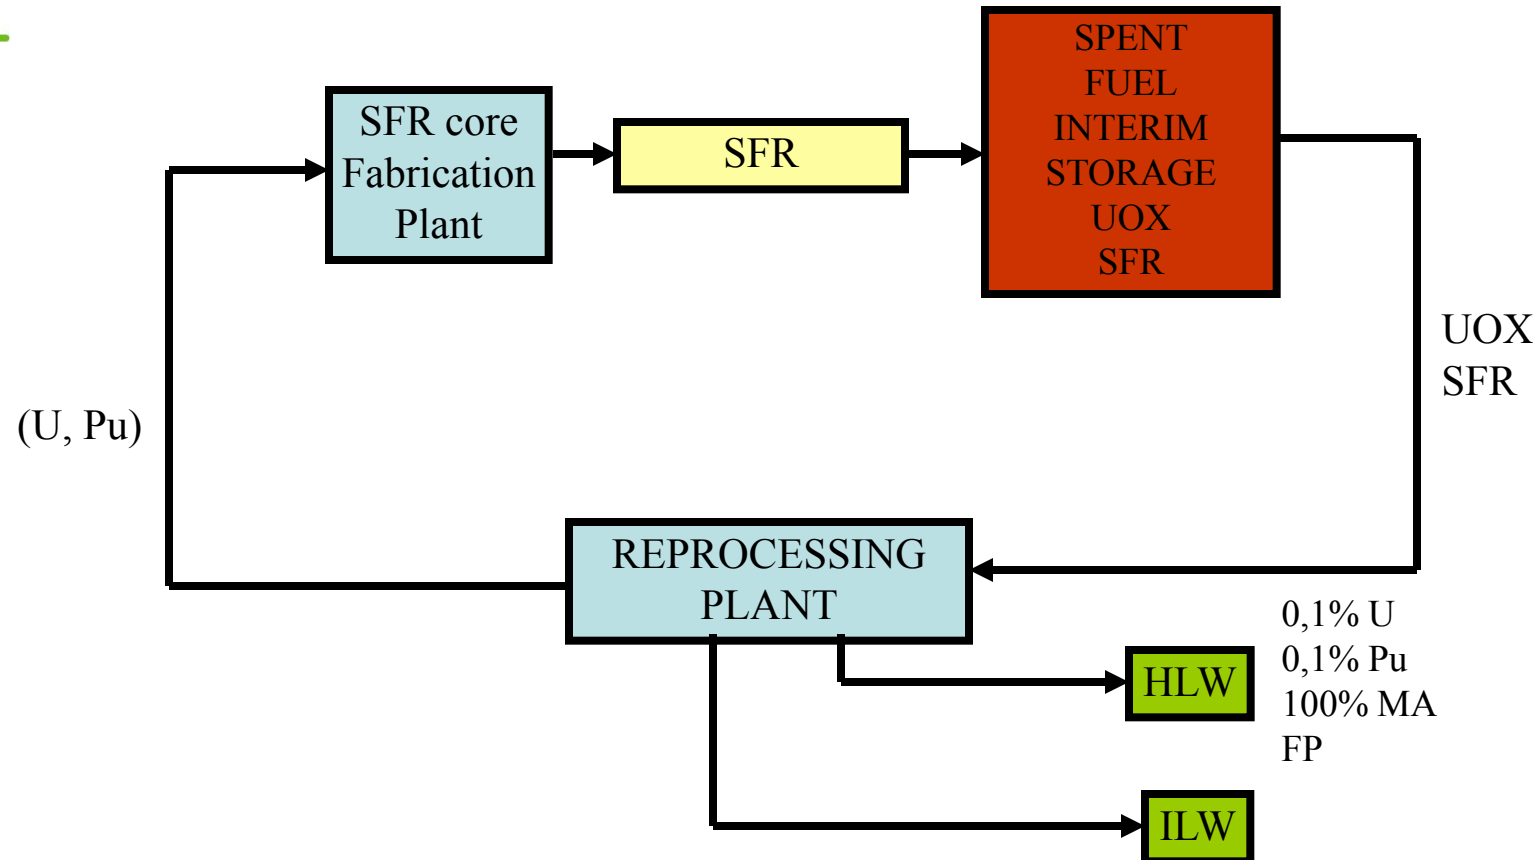 SFR core
Fabrication
Plant
SFR
SPENT
FUEL
INTERIM
STORAGE
UOX
SFR
UOX
SFR
(U, Pu)
REPROCESSING
PLANT
HLW
0,1% U
0,1% Pu
100% MA
FP
ILW